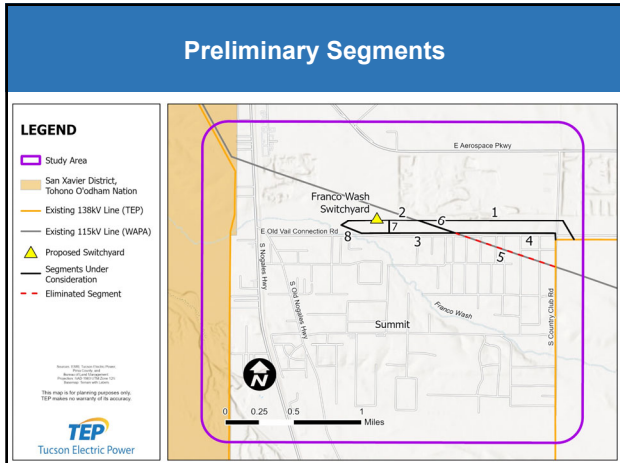 Preliminary Segments
LEGEND
Study Area
San Xavier District,
Tohono O'odham Nation
Existing 138kV Line (TEP)
Existing 115kV Line (WAPA)
Proposed Switchyard
Segments Under
Consideration
Eliminated Segment
This map is for planning purposes only.
TEP makes no warranty of its accuracy.
TEP
Tucson Electric Power
E Aerospace Pkwy
Franco Wash
Switchyard
2
6
1
7
E Old Vail Connection Rd
8
3
4
5
S Nogales Hwy
S Old Nogales Hwy
Franco Wash
S Country Club Rd
Summit
N
0 0.25 0.5 1
Miles